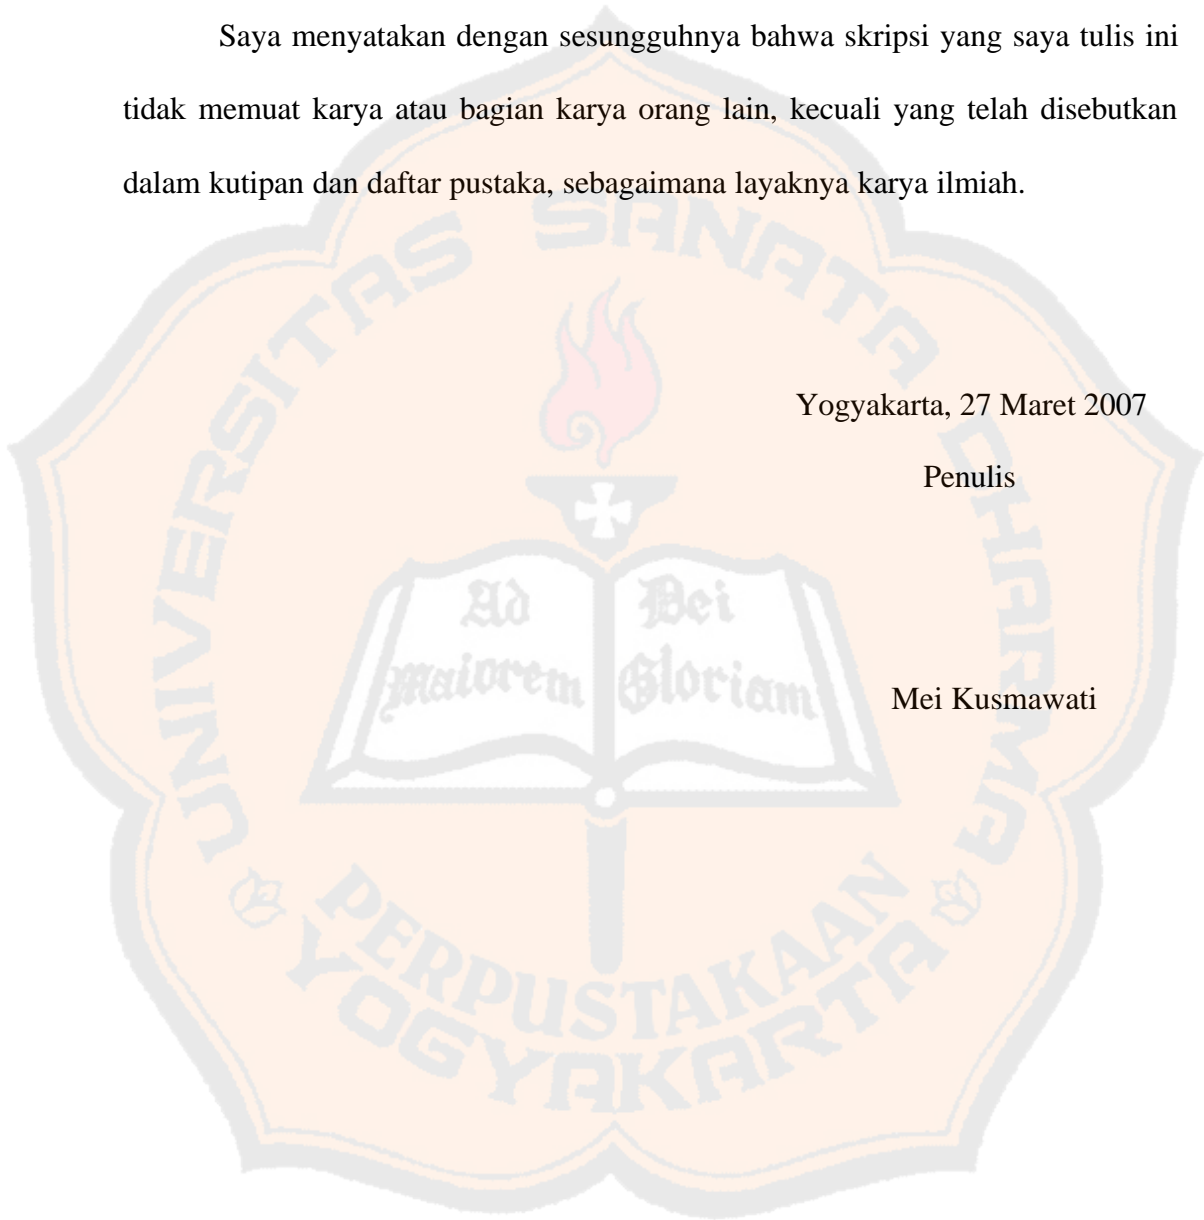 Saya menyatakan dengan sesungguhnya bahwa skripsi yang saya tulis ini
tidak memuat karya atau bagian karya orang lain, kecuali yang telah disebutkan
dalam kutipan dan daftar pustaka, sebagaimana layaknya karya ilmiah.
UNIVERSITAS SANATA DHARMA
Yogyakarta, 27 Maret 2007
Penulis
Ad
Maiorem
Dei
Gloriam
Mei Kusmawati
PERPUSTAKAAN
YOGYAKARTA